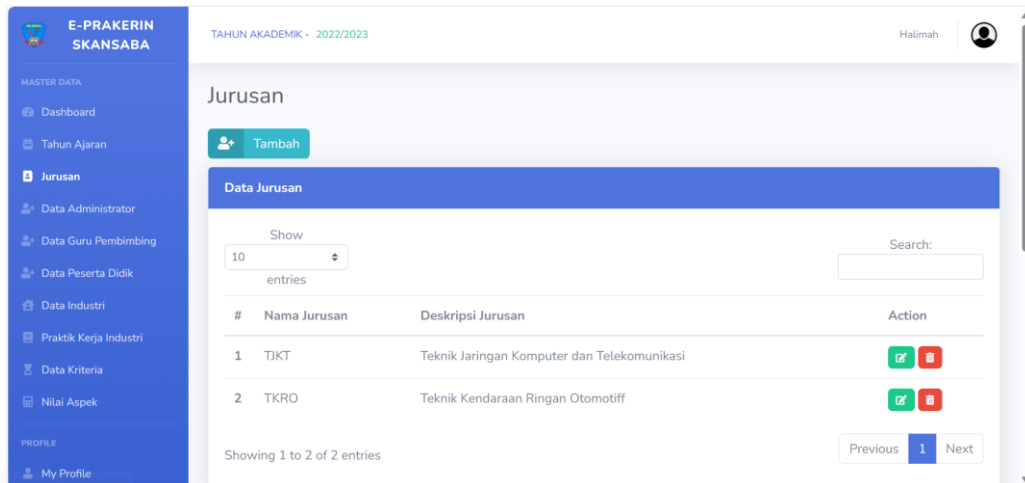 E-PRAKERIN
SKANSABA
MASTER DATA
Dashboard
Tahun Ajaran
Jurusan
Data Administrator
Data Guru Pembimbing
Data Peserta Didik
Data Industri
Praktik Kerja Industri
Data Kriteria
Nilai Aspek
PROFILE
My Profile
TAHUN AKADEMIK - 2022/2023
Halimah
Jurusan
Tambah
Data Jurusan
Show
10
entries
Search:
# Nama Jurusan Deskripsi Jurusan Action
1 TJKT Teknik Jaringan Komputer dan Telekomunikasi
2 TKRO Teknik Kendaraan Ringan Otomotiff
Showing 1 to 2 of 2 entries
Previous 1 Next